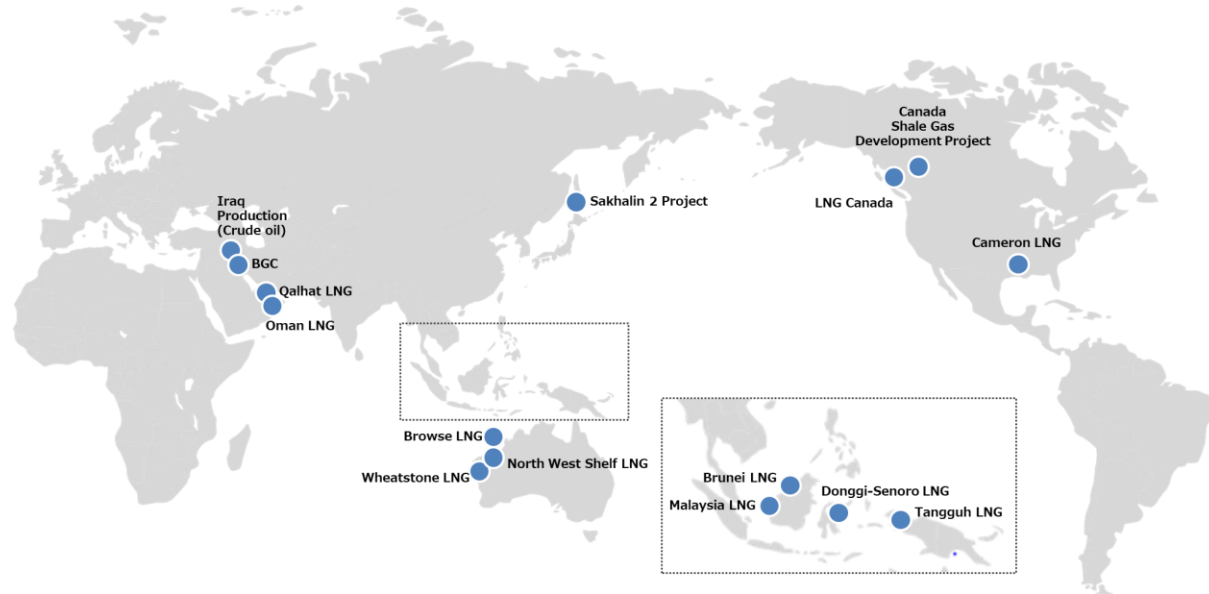 Canada
Shale Gas
Development Project
LNG Canada
Sakhalin 2 Project
Iraq
Production
(Crude oil)
BGC
Cameron LNG
Qalhat LNG
Oman LNG
Browse LNG
North West Shelf LNG
Wheatstone LNG
Brunei LNG
Donggi-Senoro LNG
Malaysia LNG
Tangguh LNG